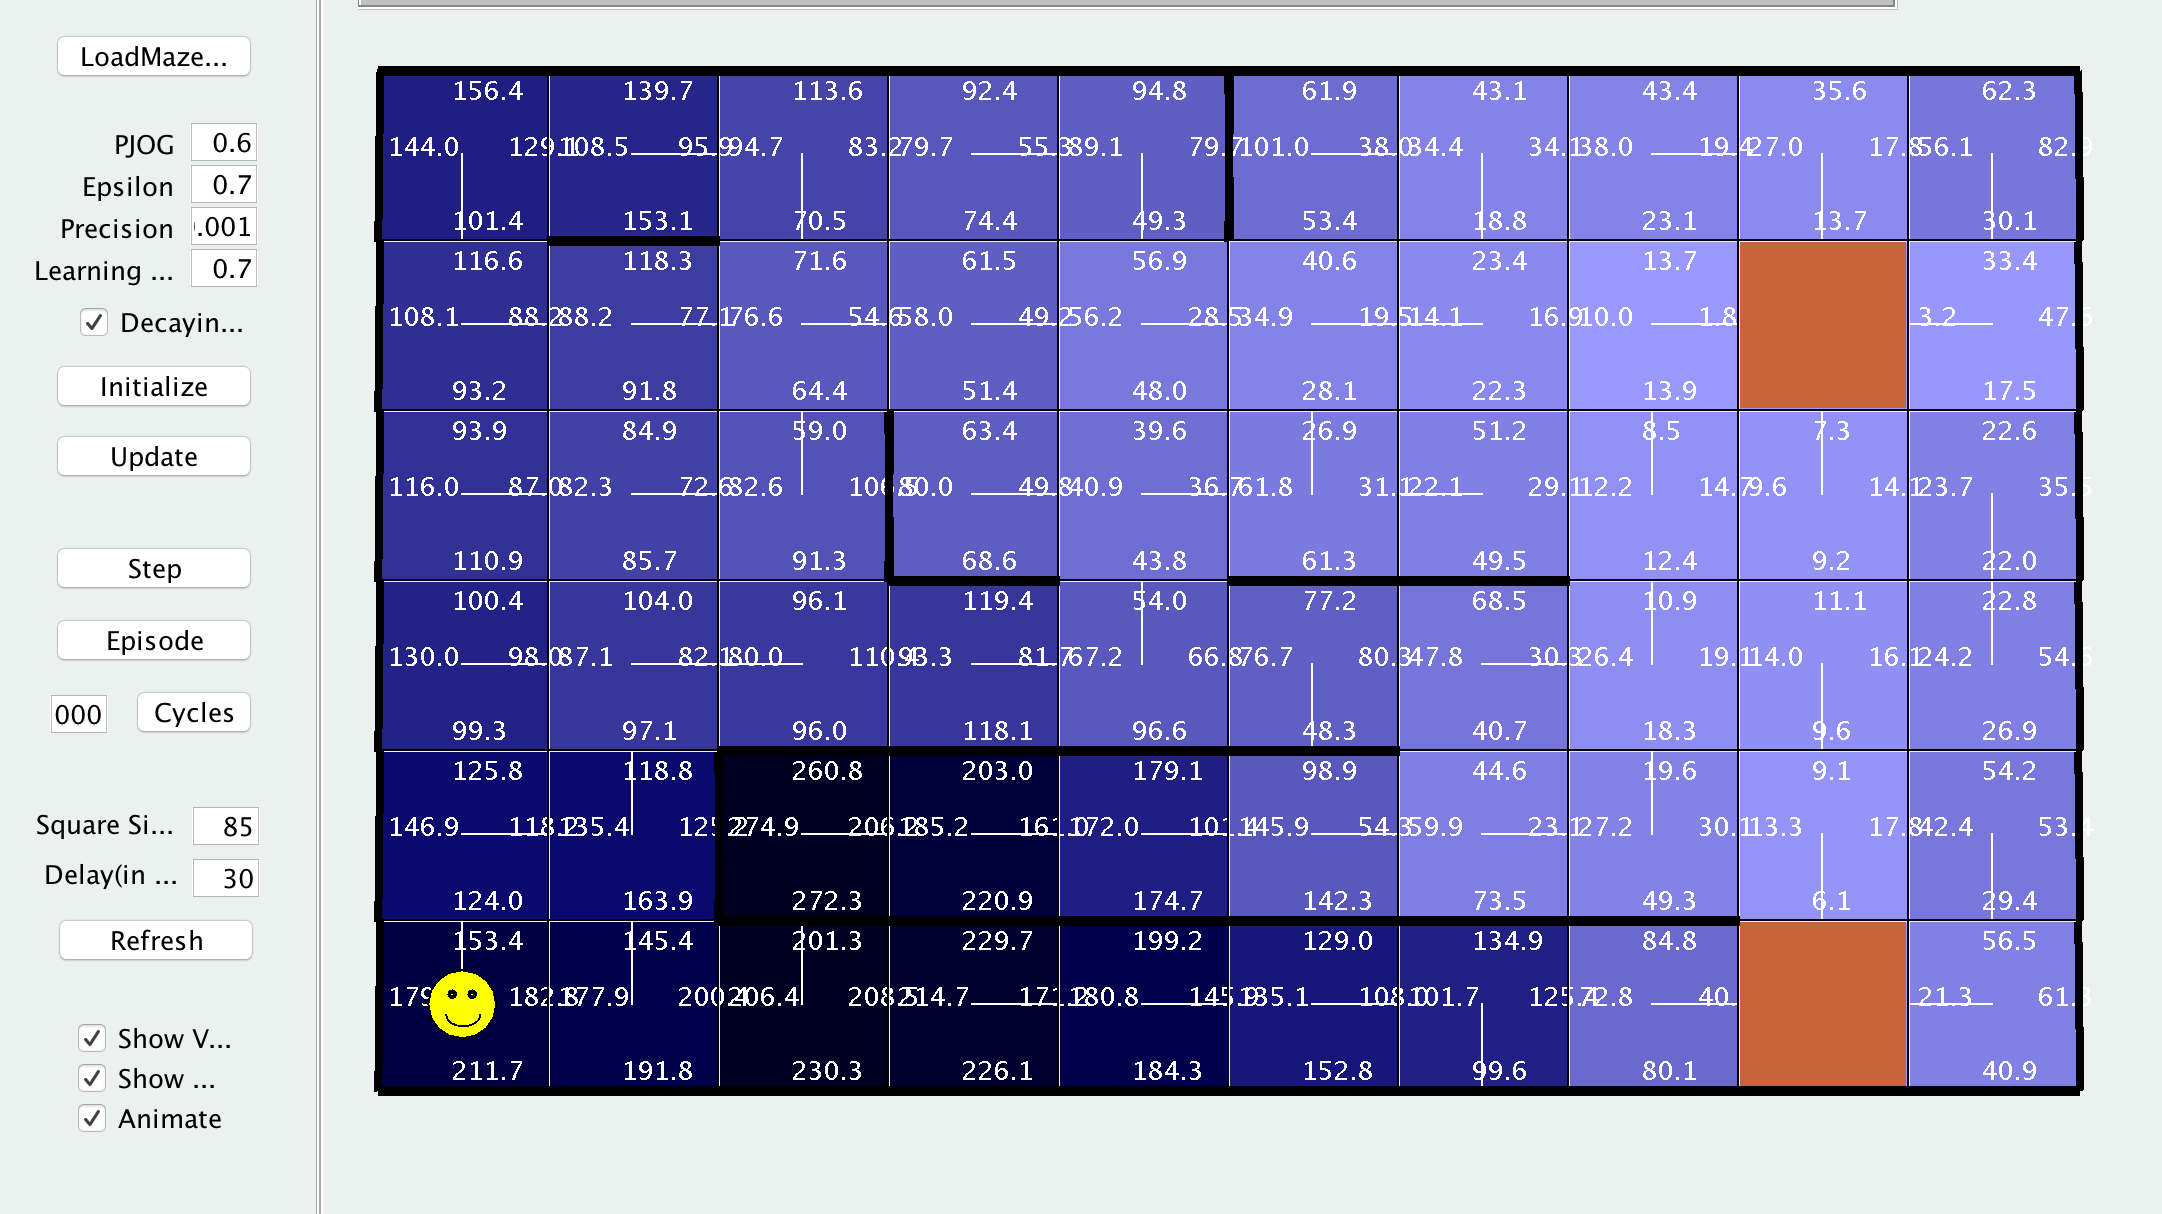 LoadMaze...
PJOG 0.6
Epsilon 0.7
Precision .001
Learning ... 0.7
Decayin...
Initialize
Update
Step
Episode
000 Cycles
Square Si... 85
Delay(in ... 30
Refresh
Show V...
Show ...
Animate
156.4 139.7 113.6 92.4 94.8 61.9 43.1 43.4 35.6 62.3
144.0 129.1 108.5 95.9 94.7 83.2 79.7 55.3 89.1 79.7 101.0 38.0 34.4 34.1 38.0 19.4 27.0 17.8 56.1 82.9
101.4 153.1 70.5 74.4 49.3 53.4 18.8 23.1 13.7 30.1
116.6 118.3 71.6 61.5 56.9 40.6 23.4 13.7 33.4
108.1 88.2 88.2 77.1 76.6 54.6 58.0 49.2 56.2 28.5 34.9 19.5 14.1 16.9 10.0 1.8 3.2 47.5
93.2 91.8 64.4 51.4 48.0 28.1 22.3 13.9 17.5
93.9 84.9 59.0 63.4 39.6 26.9 51.2 8.5 7.3 22.6
116.0 87.0 82.3 72.6 82.6 80.0 49.8 40.9 36.7 61.8 31.1 22.1 29.1 12.2 14.7 9.6 14.1 23.7
110.9 85.7 91.3 68.6 43.8 61.3 49.5 12.4 9.2 22.0
100.4 104.0 96.1 119.4 54.0 77.2 68.5 10.9 11.1 22.8
130.0 98.0 87.1 82.1 80.0 81.7 67.2 66.8 76.7 80.3 47.8 30.3 26.4 19.1 14.0 16.1 24.2
99.3 97.1 96.0 118.1 96.6 48.3 40.7 18.3 9.6 26.9
125.8 118.8 260.8 203.0 179.1 98.9 44.6 19.6 9.1 54.2
146.9 118.2 135.4 274.9 206.2 185.2 161.0 172.0 101.4 145.9 54.3 59.9 23.1 27.2 30.1 13.3 17.8 42.4 53.4
124.0 163.9 272.3 220.9 174.7 142.3 73.5 49.3 6.1 29.4
153.4 145.4 201.3 229.7 199.2 129.0 134.9 84.8 56.5
182.8 177.9 200.4 206.4 208.5 214.7 171.2 180.8 145.9 135.1 108.0 101.7 125.4 72.8 40. 21.3
211.7 191.8 230.3 226.1 184.3 152.8 99.6 80.1 40.9